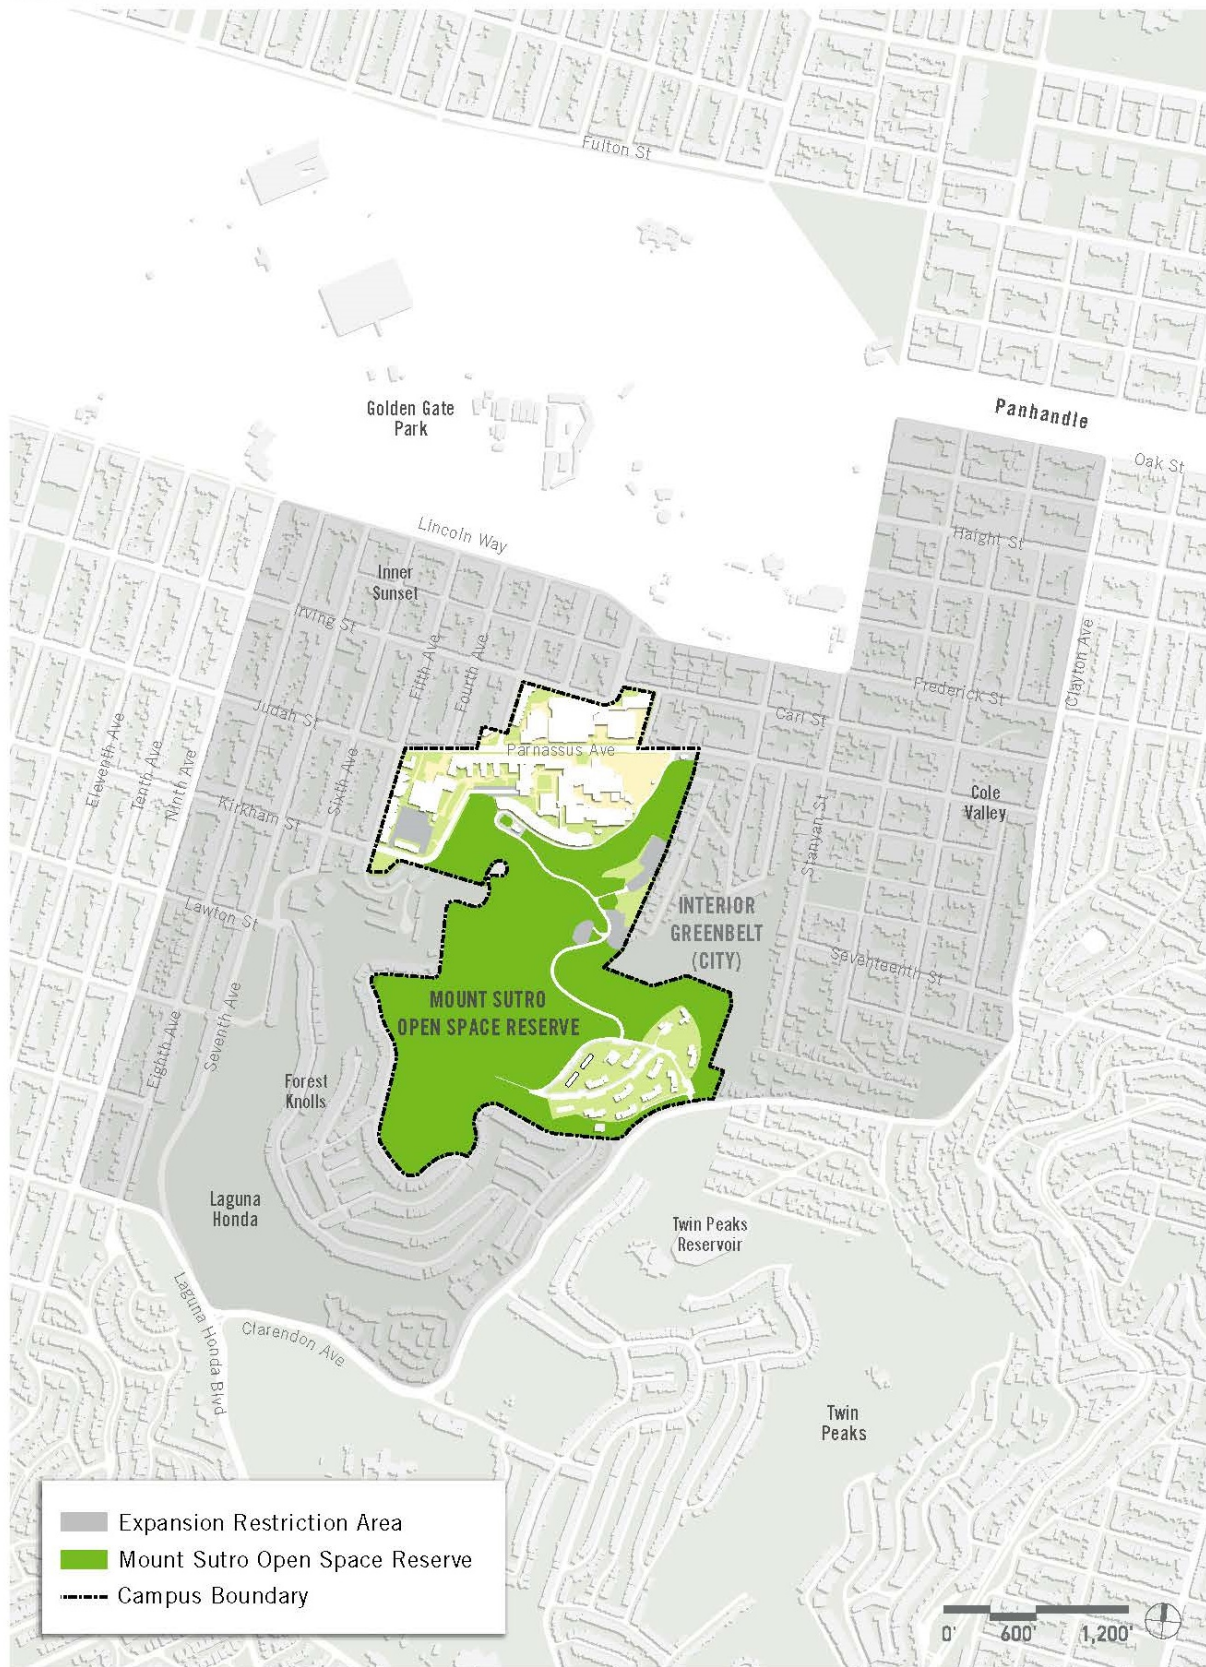 Fulton St
Golden Gate
Park
Panhandle
Oak St
Lincoln Way
Haight St
Inner
Sunset
Irving St
Fifth Ave
Fourth Ave
Clayton Ave
Frederick St
Carl St
Judah St
Parnassus Ave
Eleventh Ave
Tenth Ave
Ninth Ave
Sixth Ave
Kirkham St
Stanyan St
Cole
Valley
Lawton St
INTERIOR
GREENBELT
(CITY)
Seventeenth St
MOUNT SUTRO
OPEN SPACE RESERVE
Eighth Ave
Seventh Ave
Forest
Knolls
Laguna
Honda
Twin Peaks
Reservoir
Laguna Honda Blvd
Clarendon Ave
Twin
Peaks
Expansion Restriction Area
Mount Sutro Open Space Reserve
Campus Boundary
0' 600' 1,200'